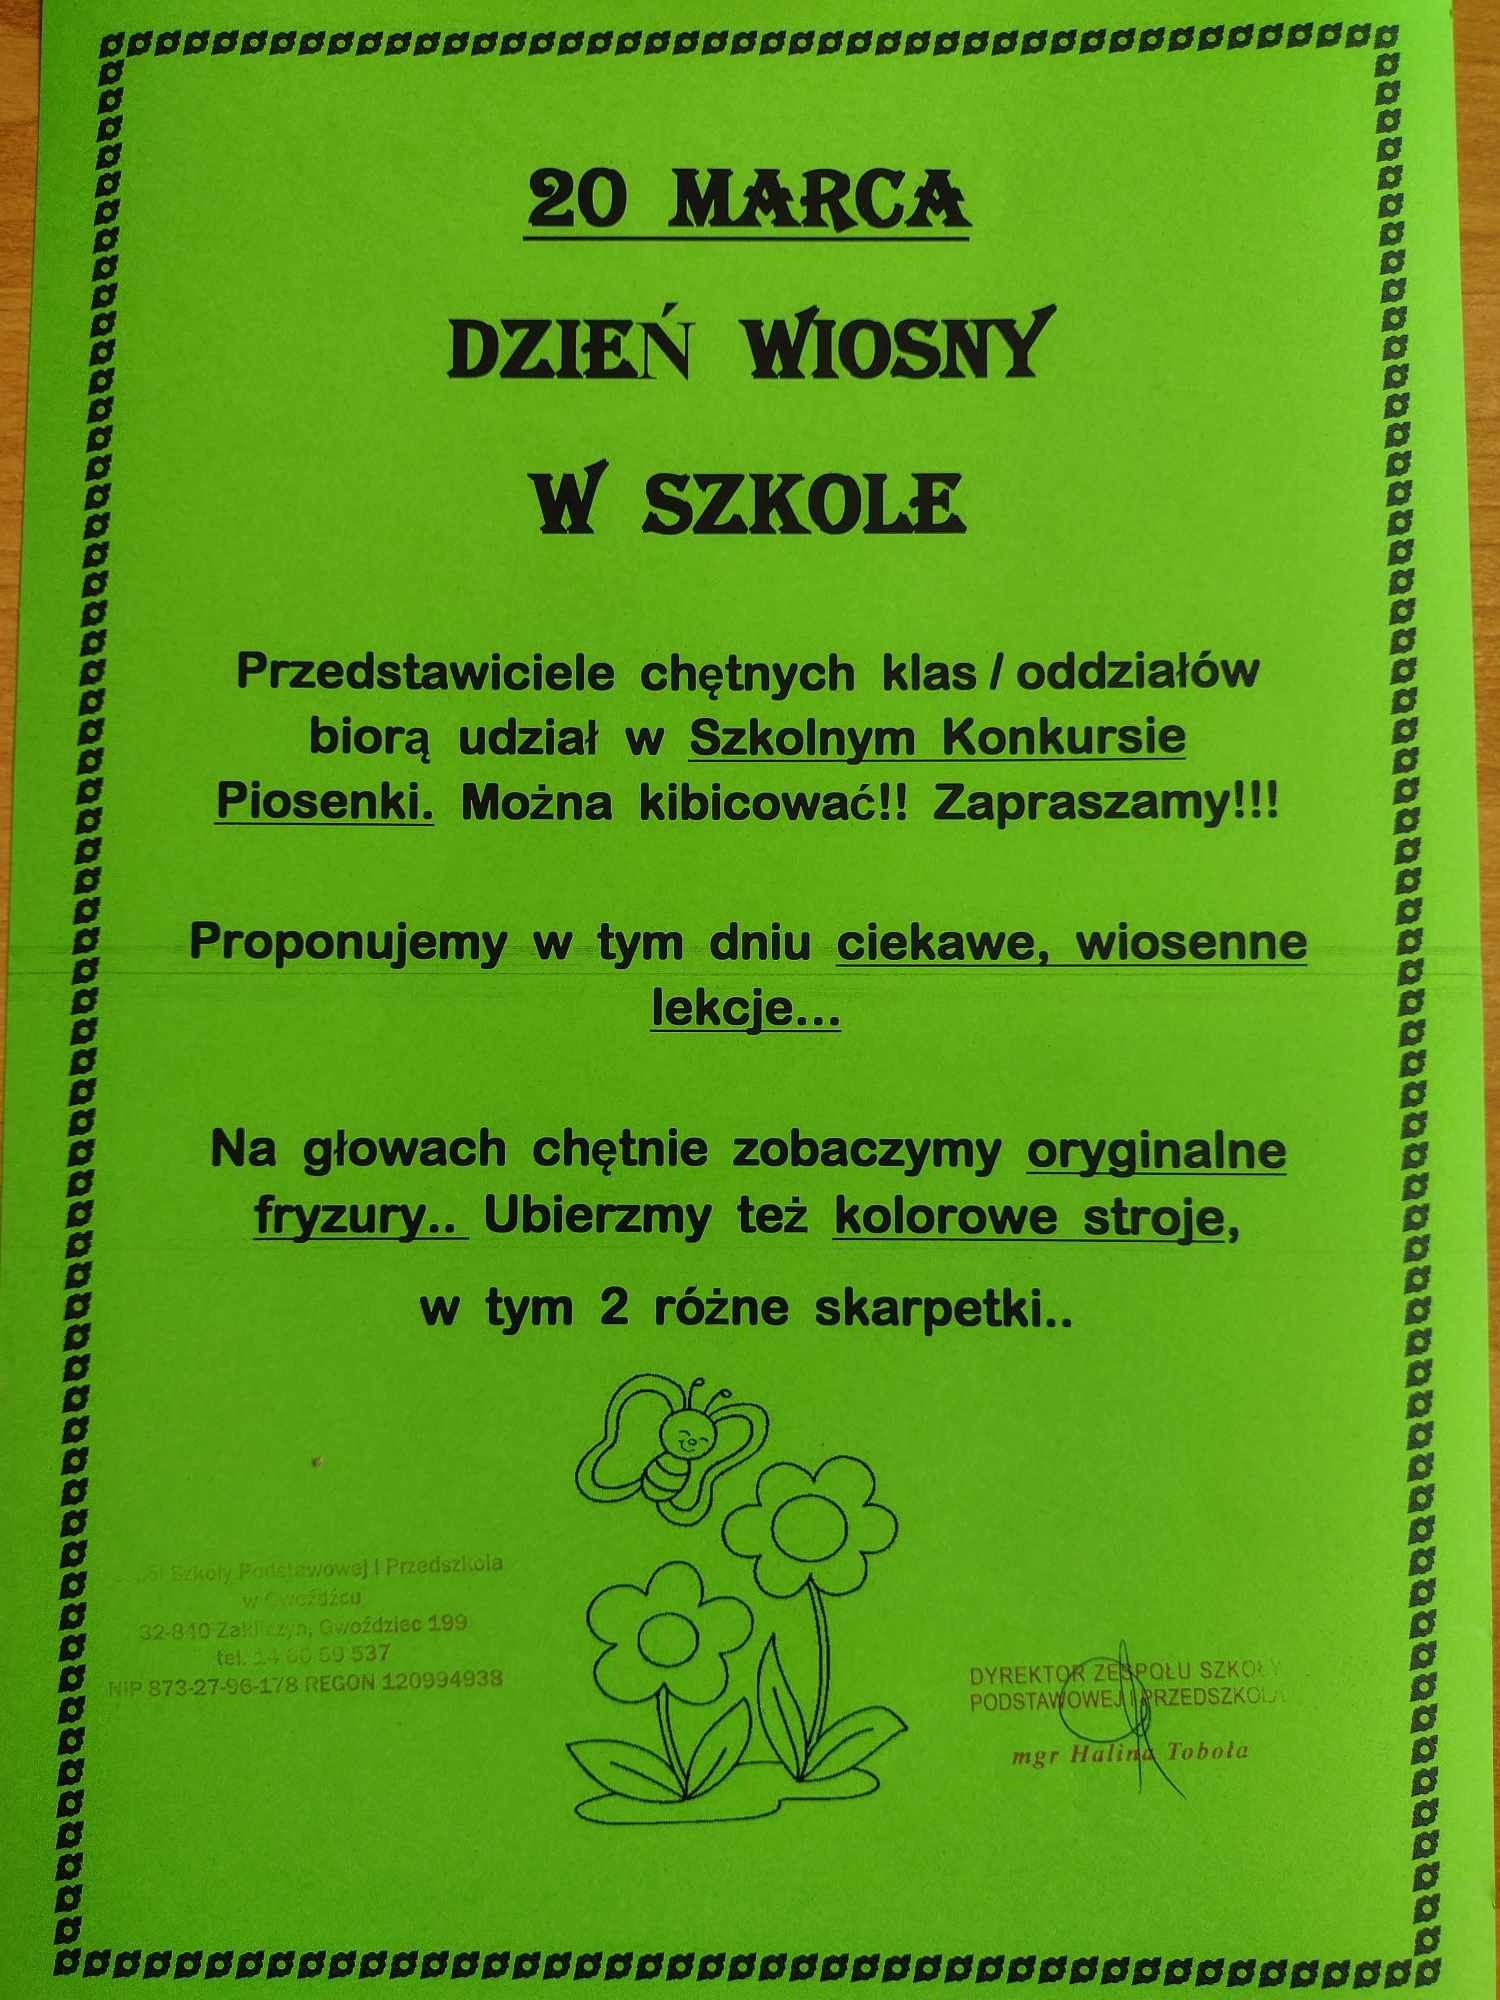 20 MARCA
DZIEŃ WIOSNY
W SZKOLE
Przedstawiciele chętnych klas / oddziałów
biorą udział w Szkolnym Konkursie
Piosenki. Można kibicować!! Zapraszamy!!!
Proponujemy w tym dniu ciekawe, wiosenne
lekcje...
Na głowach chętnie zobaczymy oryginalne
fryzury.. Ubierzmy też kolorowe stroje,
w tym 2 różne skarpetki..
Szkoły Podstawowej i Przedszkola
w Gwoźdźcu
32-840 Zakliczyn, Gwoździec 199
tel. 537
NIP 873-27-96-178 REGON 120994938
DYREKTOR ZESPOŁU SZKOŁY
PODSTAWOWEJ I PRZEDSZKOLA
mgr Halina Toboła